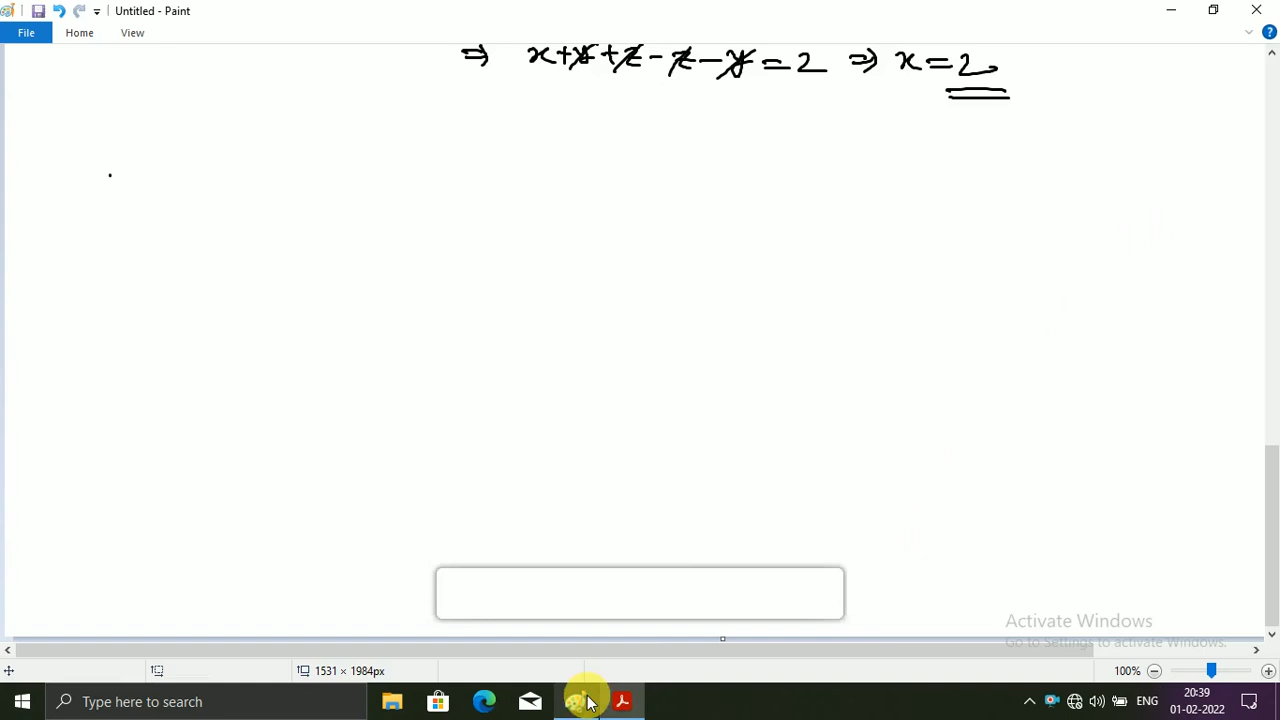 Untitled - Paint
File Home View
⇒ x+y+z-z-y=2 ⇒ x=2
Activate Windows
Go to Settings to activate Windows.
1531 × 1984px 100%
Type here to search
ENG 20:39
01-02-2022